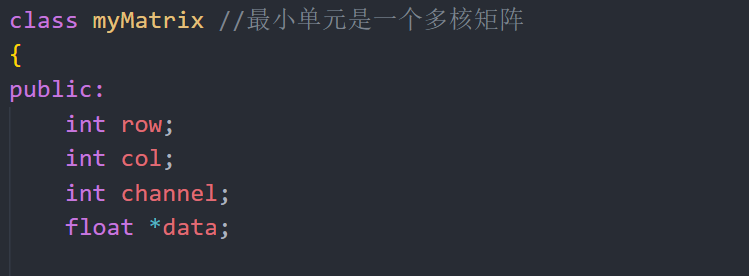 class myMatrix //最小单元是一个多核矩阵
{
public:
    int row;
    int col;
    int channel;
    float *data;